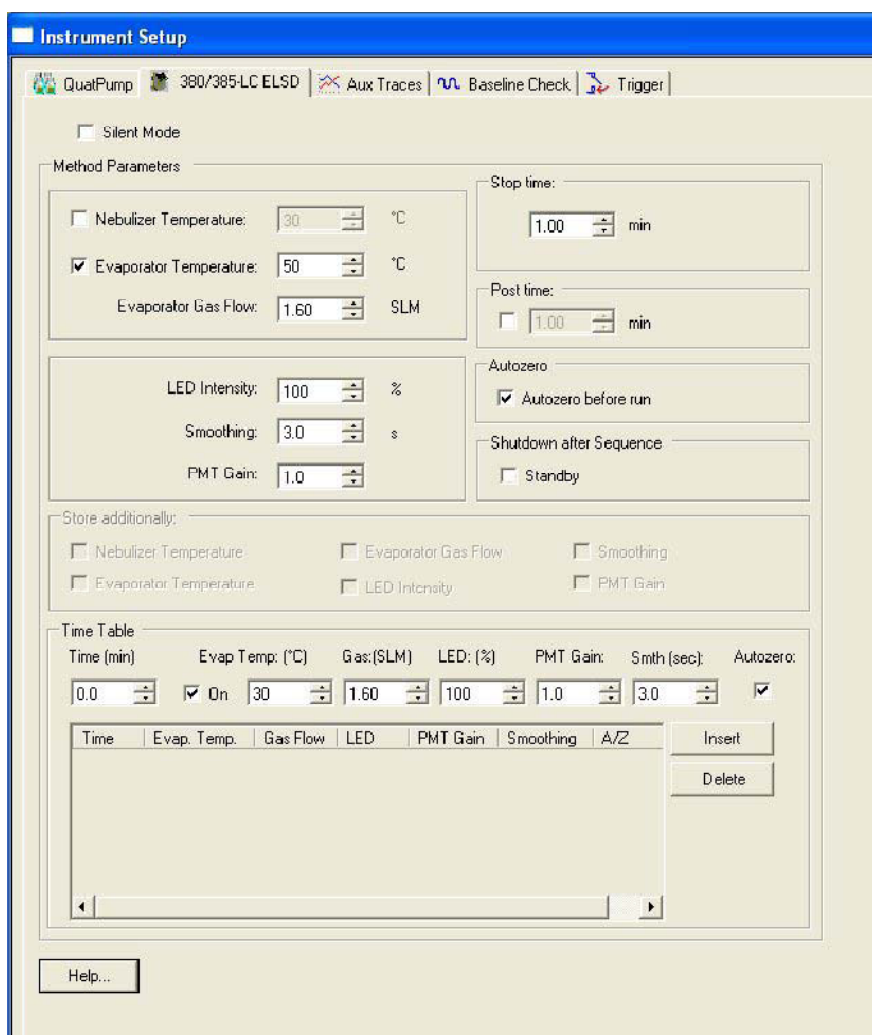 Instrument Setup
QuatPump 380/385-LC ELSD Aux Traces Baseline Check Trigger
Silent Mode
Method Parameters
Nebulizer Temperature: 30 °C
Evaporator Temperature: 50 °C
Evaporator Gas Flow: 1.60 SLM
Stop time:
1.00 min
Post time:
1.00 min
LED Intensity: 100 %
Smoothing: 3.0 s
PMT Gain: 1.0
Autozero
Autozero before run
Shutdown after Sequence
Standby
Store additionally:
Nebulizer Temperature Evaporator Gas Flow Smoothing
Evaporator Temperature LED Intensity PMT Gain
Time Table
Time (min) Evap Temp: (°C) Gas:(SLM) LED: (%) PMT Gain: Smth (sec): Autozero:
0.0 On 30 1.60 100 1.0 3.0
Time Evap. Temp. Gas Flow LED PMT Gain Smoothing A/Z
Insert
Delete
Help...